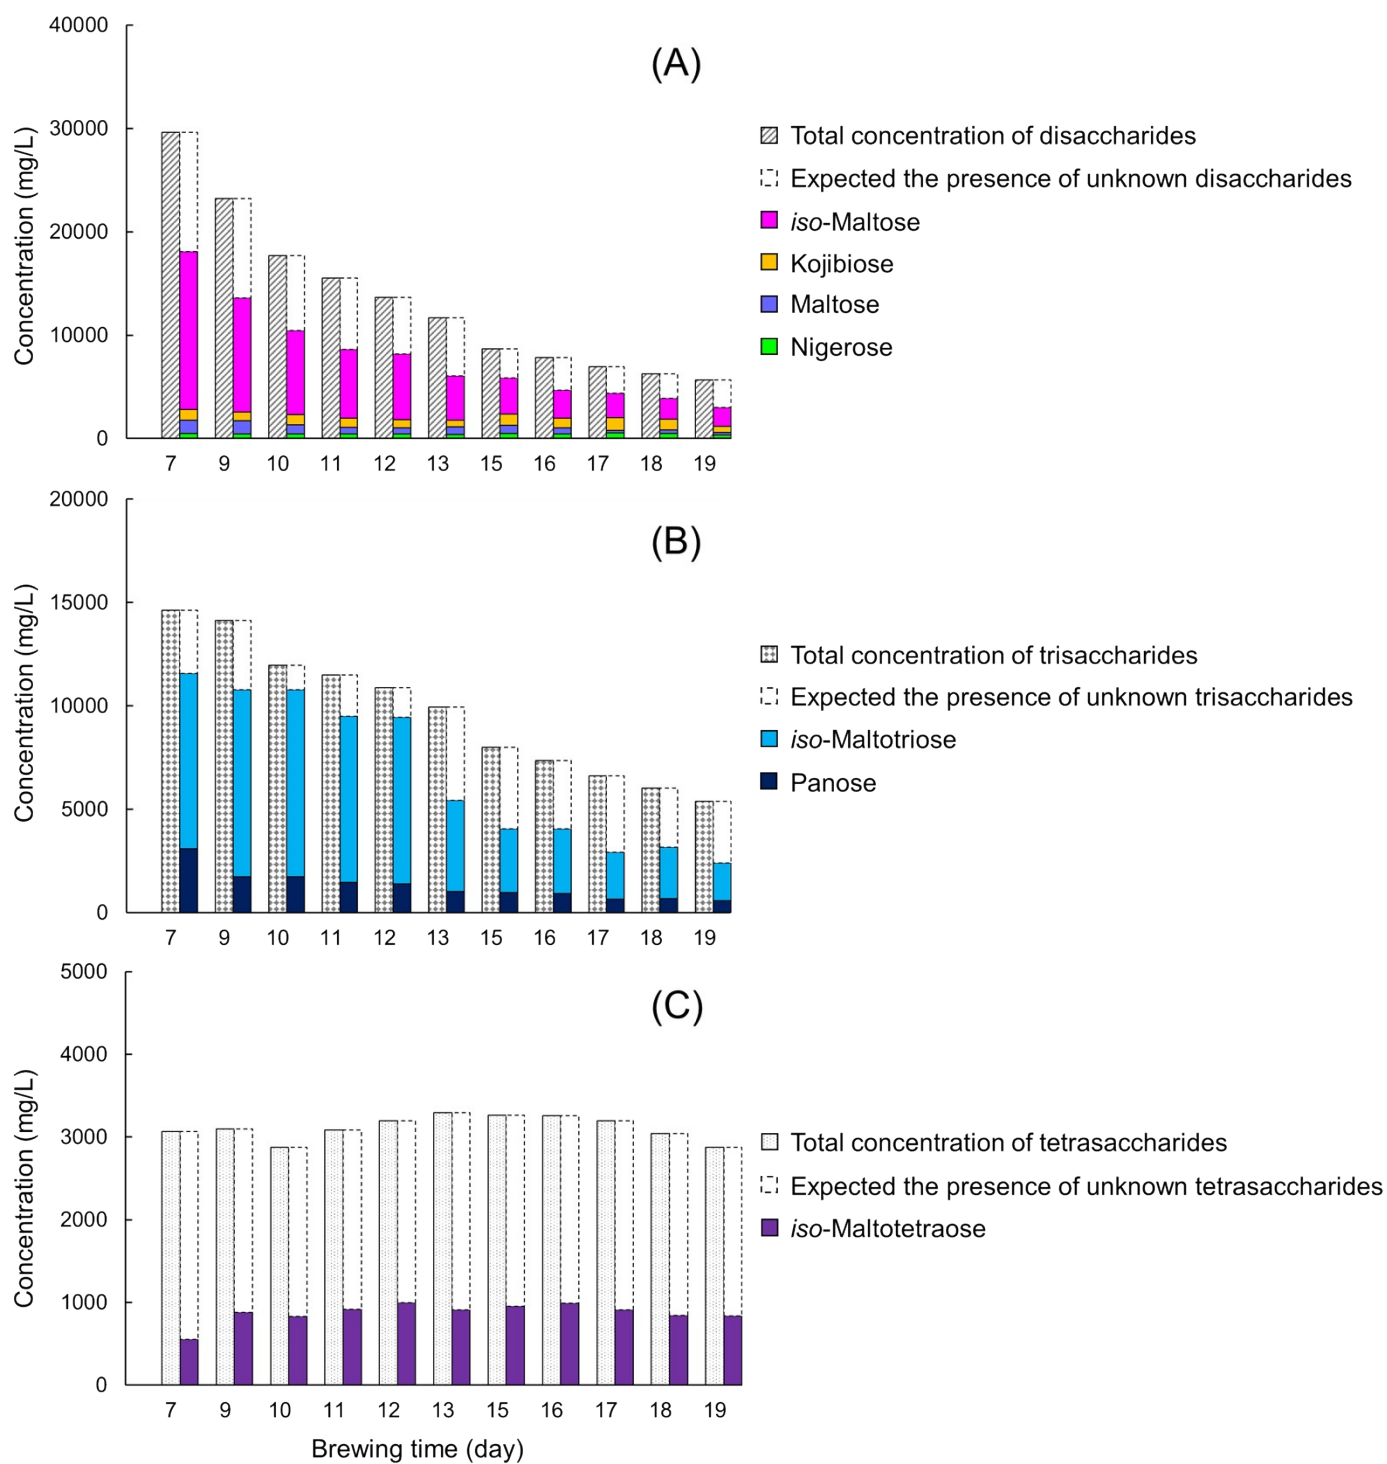 (A)
Concentration (mg/L)
40000
30000
20000
10000
0
7 9 10 11 12 13 15 16 17 18 19
Total concentration of disaccharides
Expected the presence of unknown disaccharides
iso-Maltose
Kojibiose
Maltose
Nigerose
(B)
Concentration (mg/L)
20000
15000
10000
5000
0
7 9 10 11 12 13 15 16 17 18 19
Total concentration of trisaccharides
Expected the presence of unknown trisaccharides
iso-Maltotriose
Panose
(C)
Concentration (mg/L)
5000
4000
3000
2000
1000
0
7 9 10 11 12 13 15 16 17 18 19
Brewing time (day)
Total concentration of tetrasaccharides
Expected the presence of unknown tetrasaccharides
iso-Maltotetraose